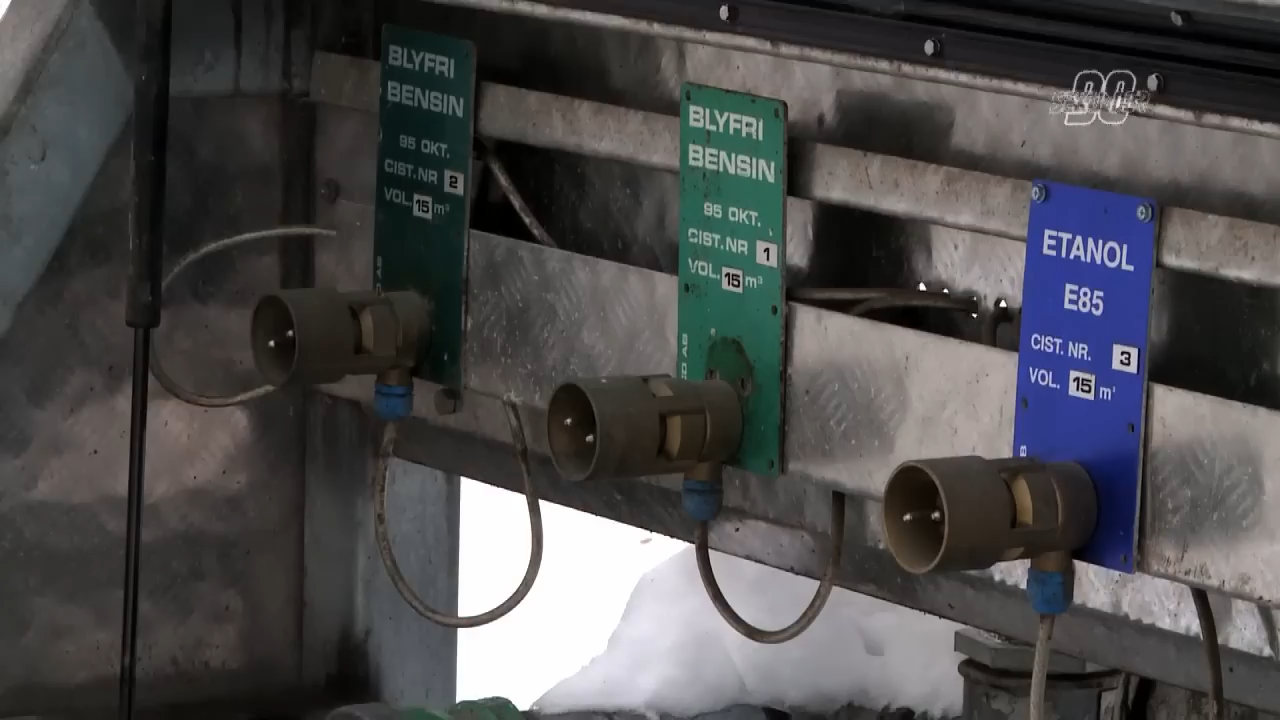 BLYFRI
BENSIN
95 OKT.
CIST.NR 2
VOL. 15 m³
BLYFRI
BENSIN
95 OKT.
CIST.NR 1
VOL. 15 m³
ETANOL
E85
CIST. NR. 3
VOL. 15 m³
90